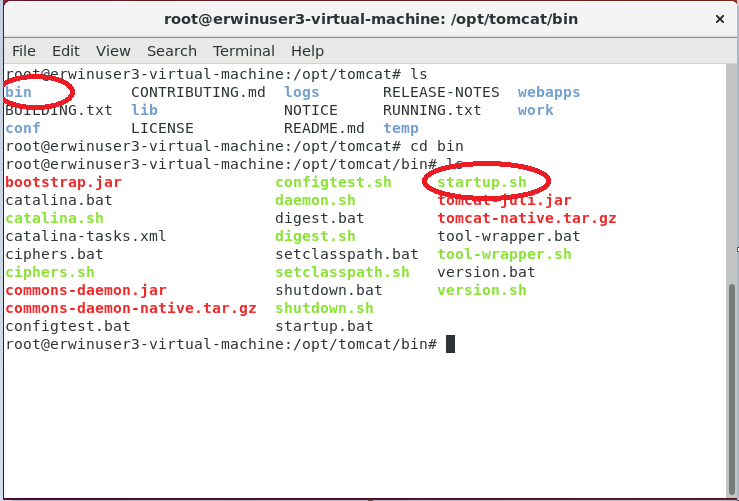 root@erwinuser3-virtual-machine: /opt/tomcat/bin ×
File Edit View Search Terminal Help
root@erwinuser3-virtual-machine:/opt/tomcat# ls
bin CONTRIBUTING.md logs RELEASE-NOTES webapps
BUILDING.txt lib NOTICE RUNNING.txt work
conf LICENSE README.md temp
root@erwinuser3-virtual-machine:/opt/tomcat# cd bin
root@erwinuser3-virtual-machine:/opt/tomcat/bin# ls
bootstrap.jar configtest.sh startup.sh
catalina.bat daemon.sh tomcat-juli.jar
catalina.sh digest.bat tomcat-native.tar.gz
catalina-tasks.xml digest.sh tool-wrapper.bat
ciphers.bat setclasspath.bat tool-wrapper.sh
ciphers.sh setclasspath.sh version.bat
commons-daemon.jar shutdown.bat version.sh
commons-daemon-native.tar.gz shutdown.sh
configtest.bat startup.bat
root@erwinuser3-virtual-machine:/opt/tomcat/bin#